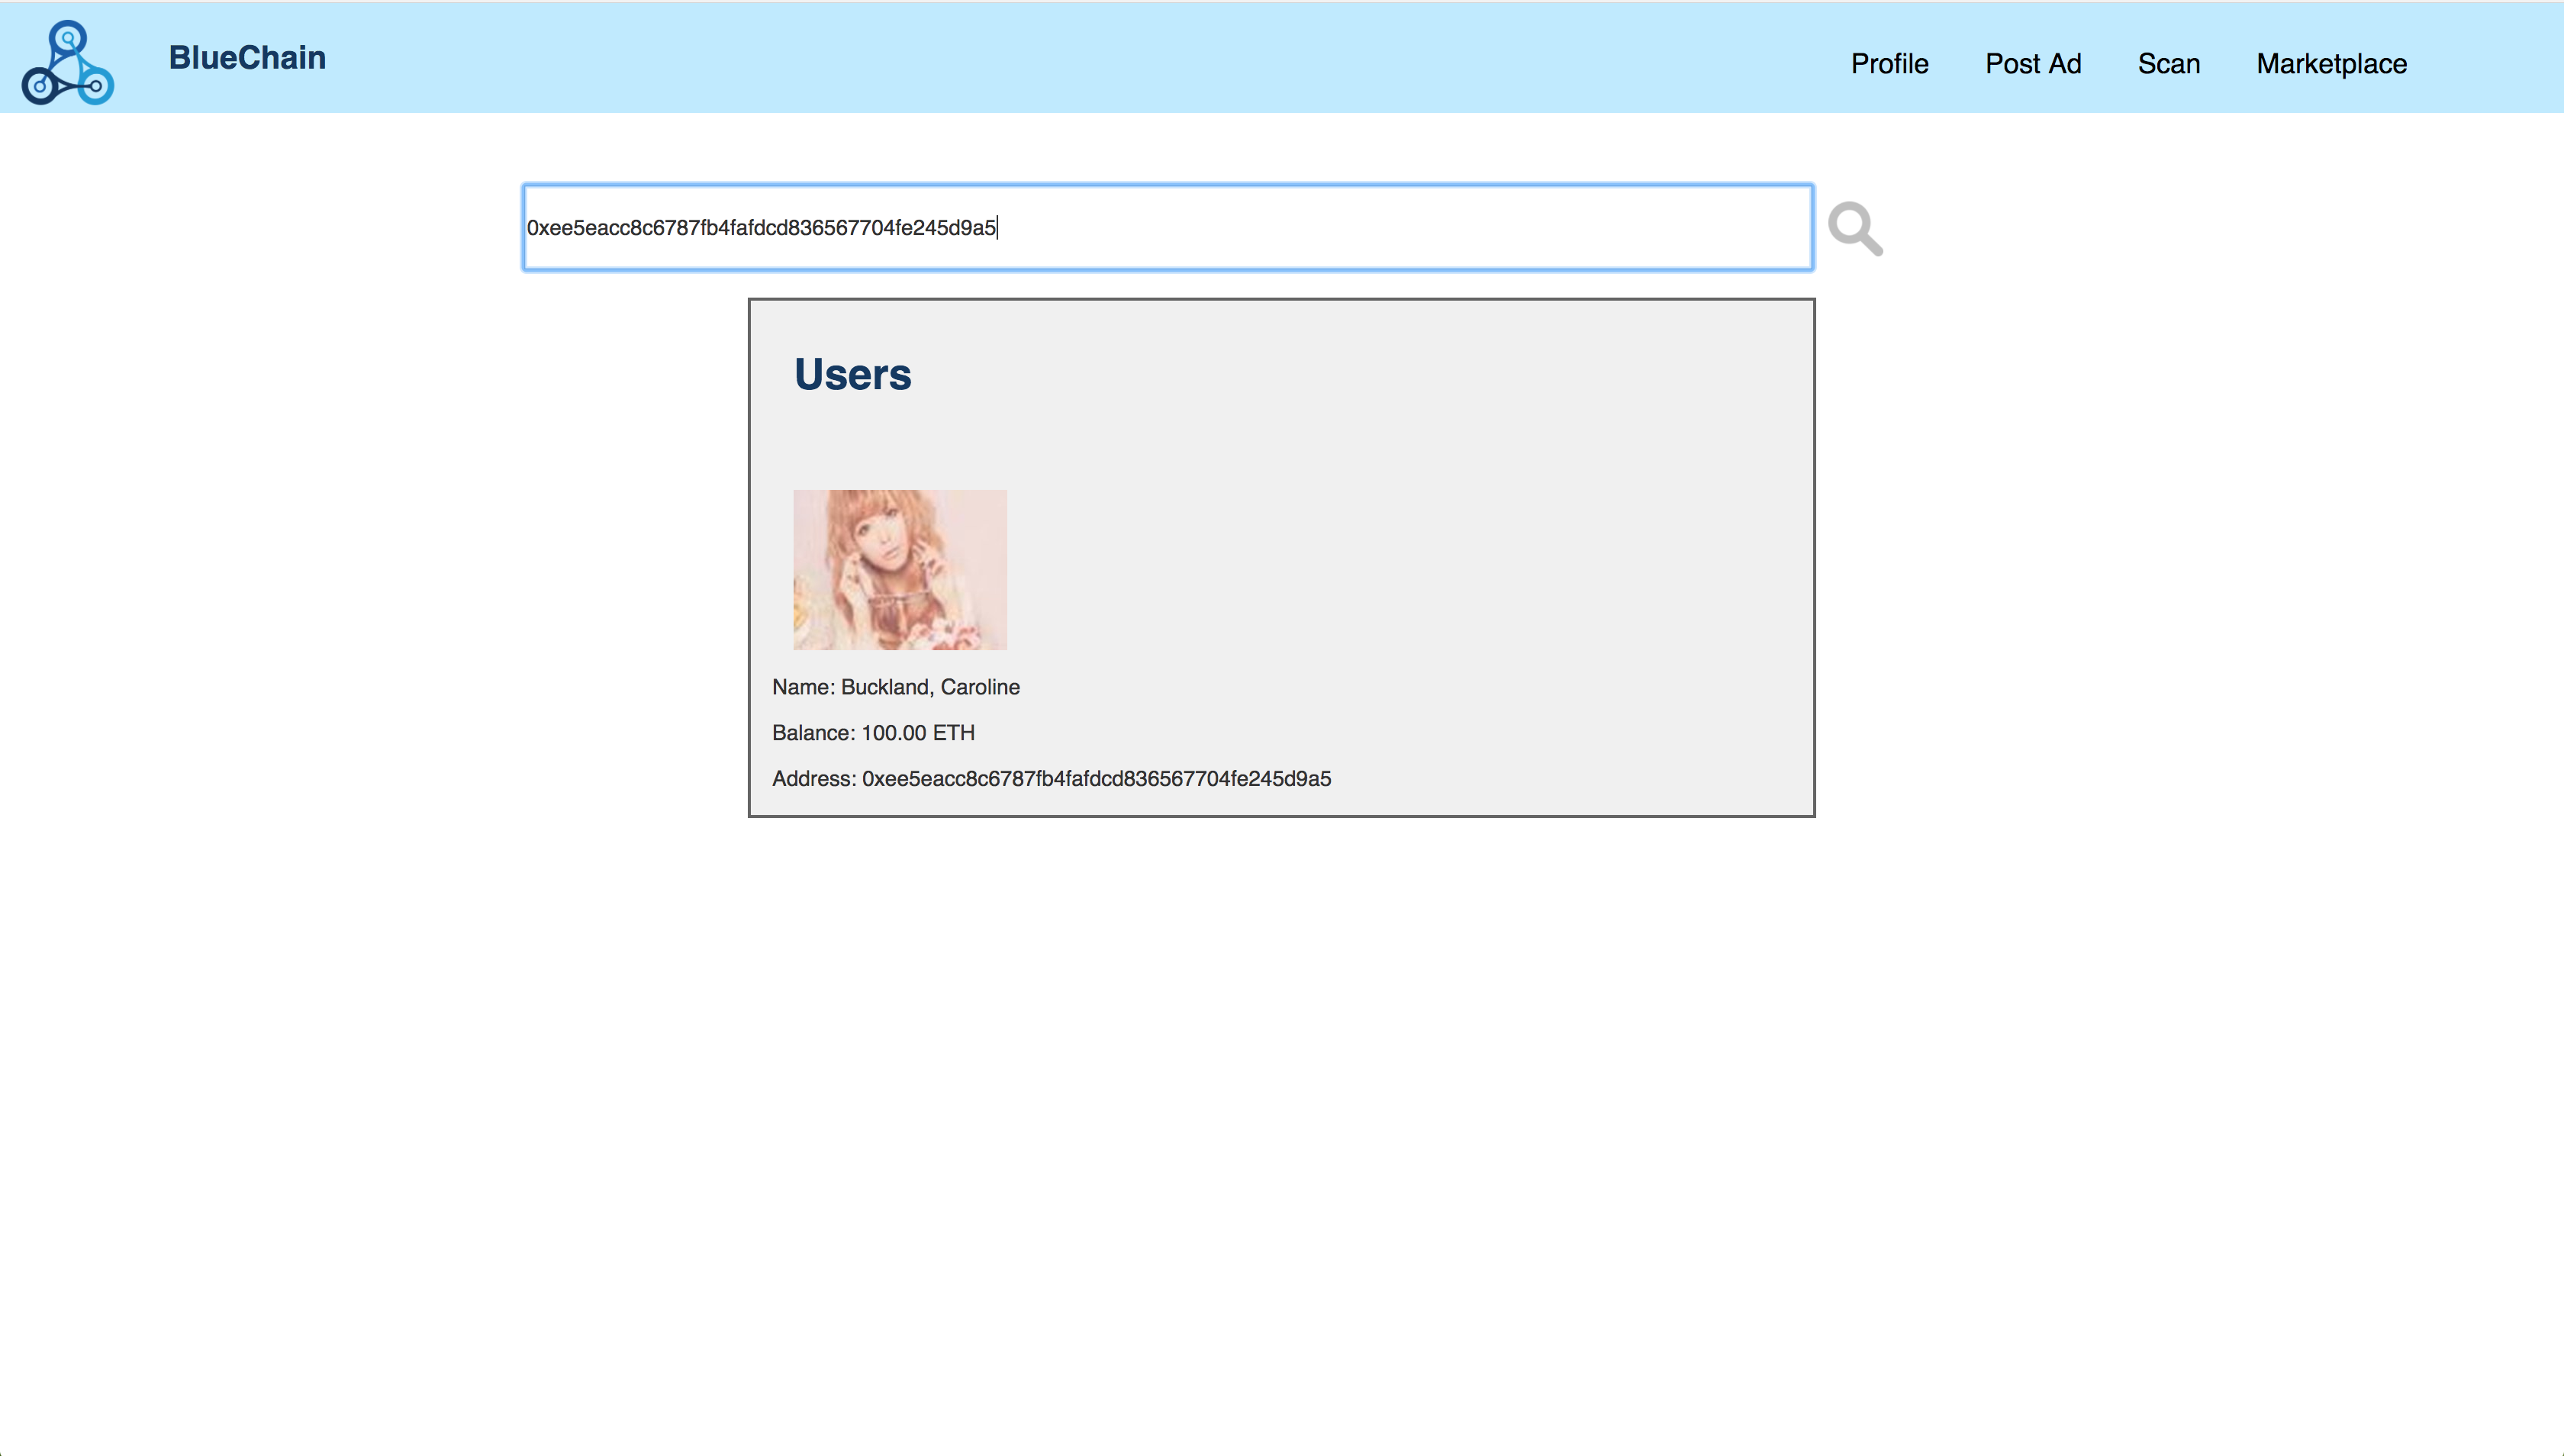 BlueChain
Profile Post Ad Scan Marketplace
0xee5eacc8c6787fb4fafdcd836567704fe245d9a5
Users
Name: Buckland, Caroline
Balance: 100.00 ETH
Address: 0xee5eacc8c6787fb4fafdcd836567704fe245d9a5